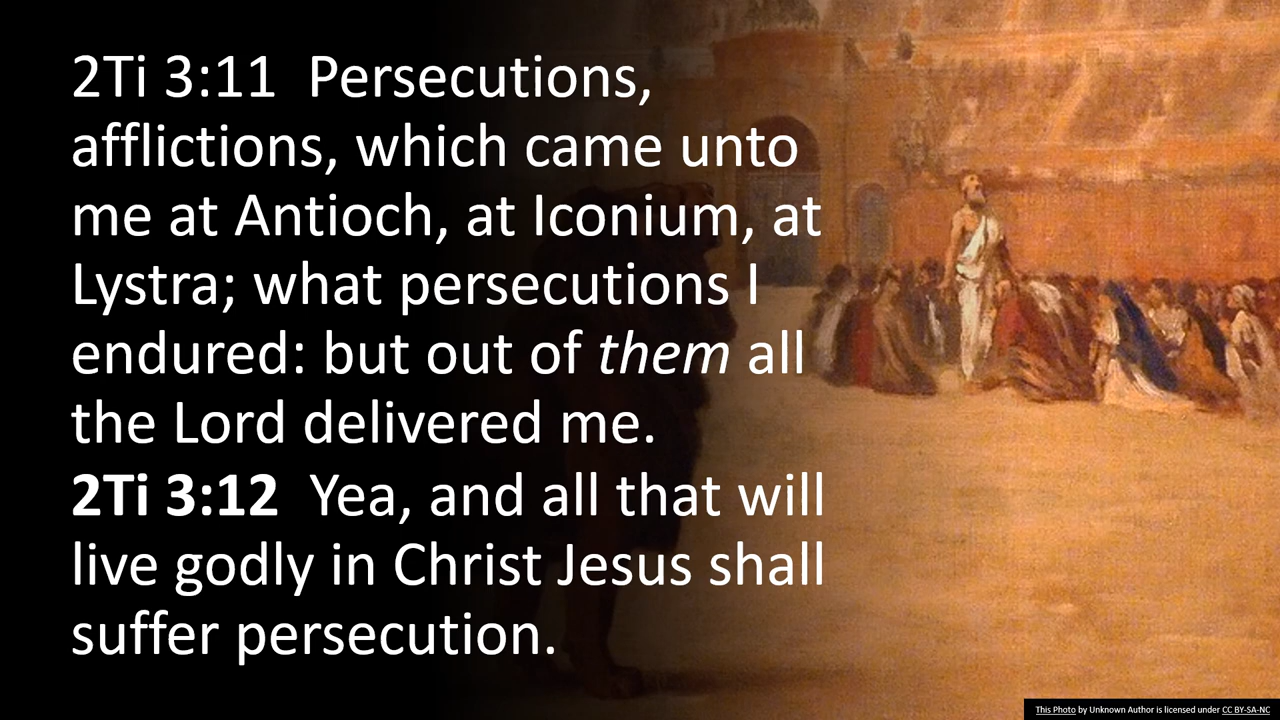 2Ti 3:11  Persecutions,
afflictions, which came unto
me at Antioch, at Iconium, at
Lystra; what persecutions I
endured: but out of them all
the Lord delivered me.
2Ti 3:12  Yea, and all that will
live godly in Christ Jesus shall
suffer persecution.
This Photo by Unknown Author is licensed under CC BY-SA-NC